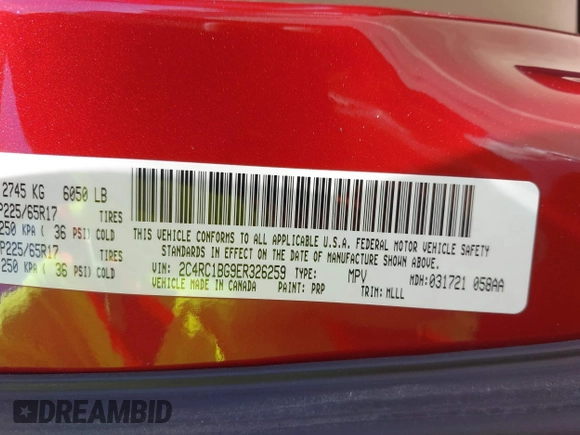 2745 KG 6050 LB
P225/65R17 TIRES
250 KPA ( 36 PSI) COLD
P225/65R17 TIRES
250 KPA ( 36 PSI) COLD
THIS VEHICLE CONFORMS TO ALL APPLICABLE U.S.A. FEDERAL MOTOR VEHICLE SAFETY
STANDARDS IN EFFECT ON THE DATE OF MANUFACTURE SHOWN ABOVE.
VIN: 2C4RC1BG9ER326259 TYPE: MPV MDH: 031721 058AA
VEHICLE MADE IN CANADA PAINT: PRP TRIM: MLLL
DREAMBID